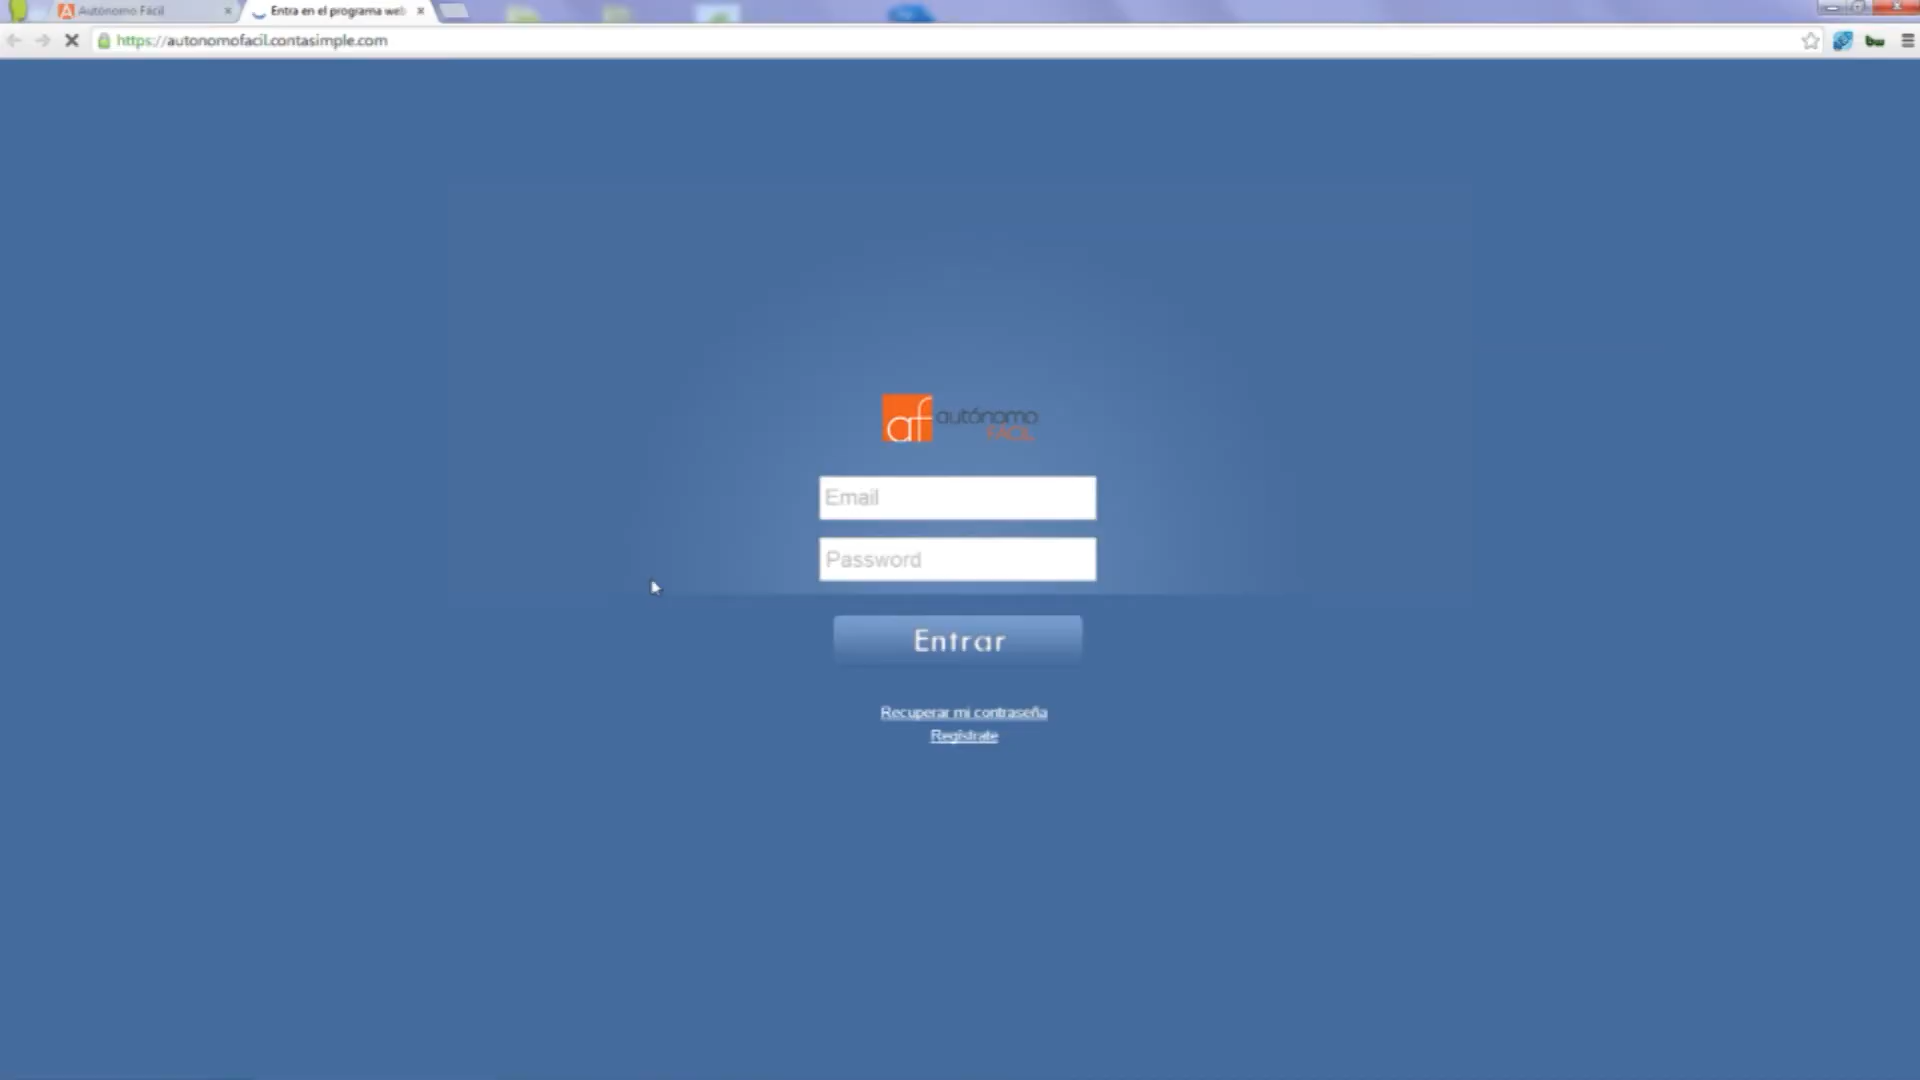 Autónomo Fácil
Entra en el programa web
https://autonomofacil.contasimple.com
af autónomo
FÁCIL
Email
Password
Entrar
Recuperar mi contraseña
Regístrate